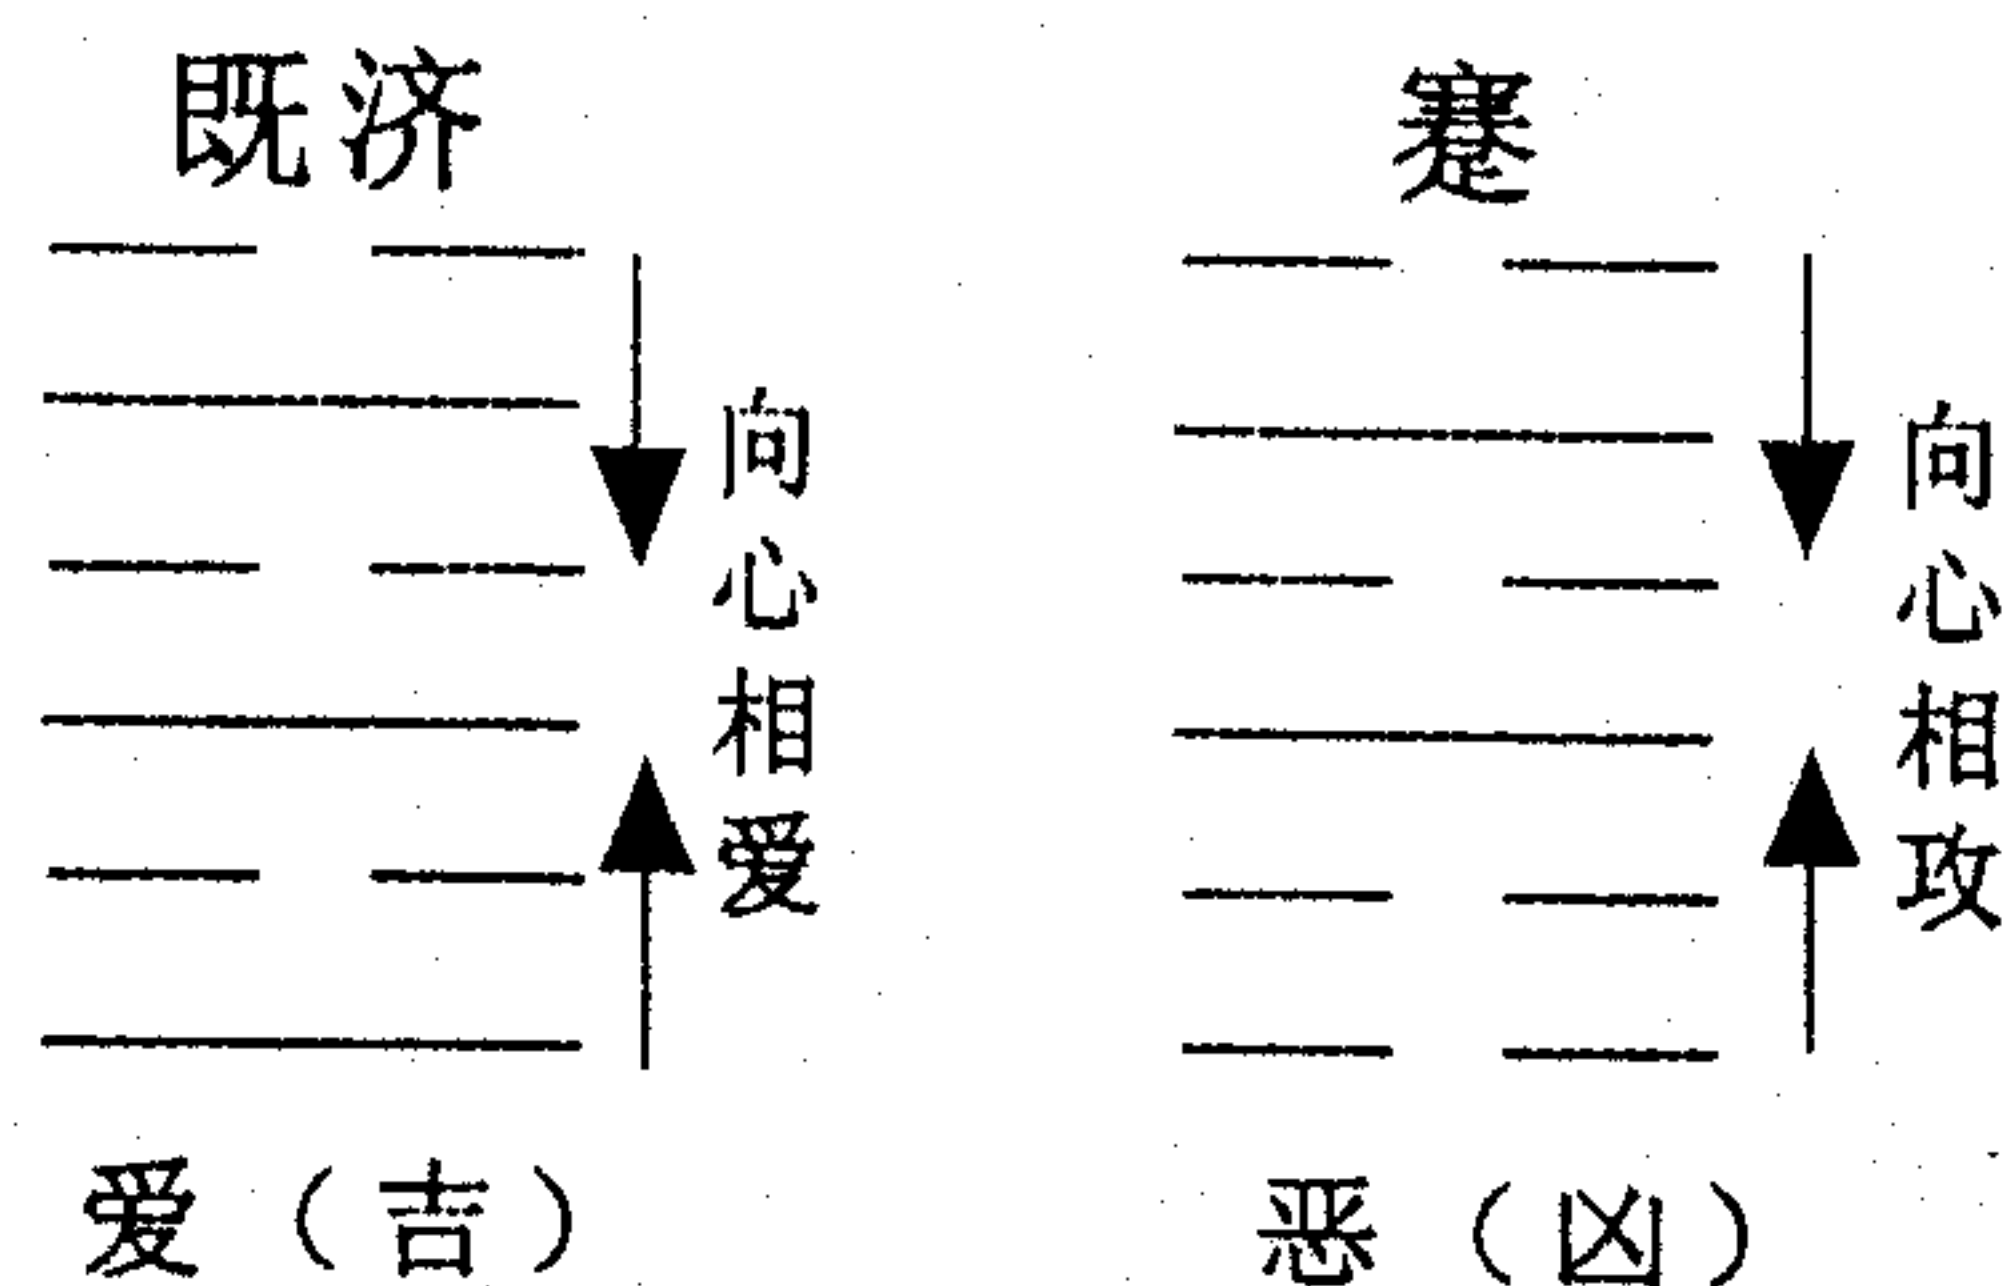 既济
向心相爱
爱（吉）
蹇
向心相攻
恶（凶）